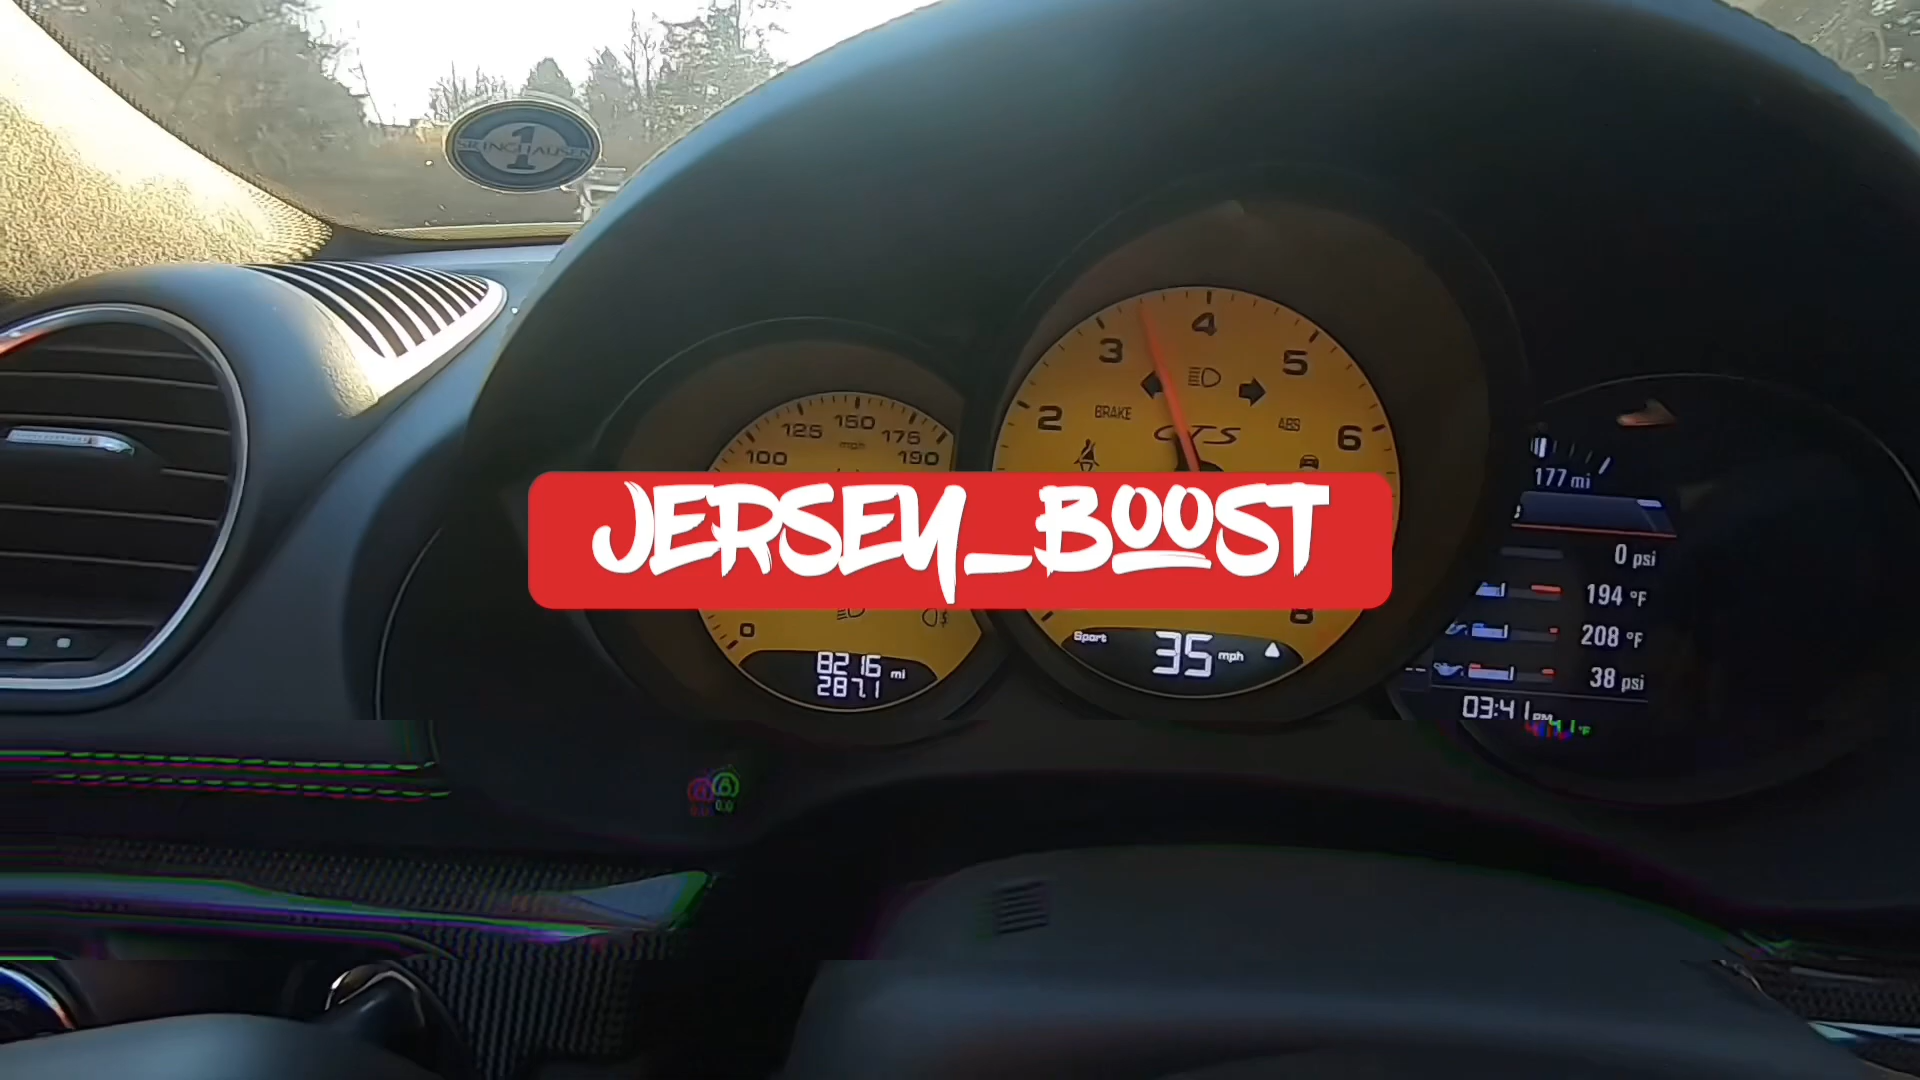 1
JERSEY_BOOST
100
125
150
175
190
mph
0
8216 mi
287.1
2
3
4
5
6
8
BRAKE
ABS
GTS
Sport
35 mph
177 mi
0 psi
194 °F
208 °F
38 psi
03:41 PM